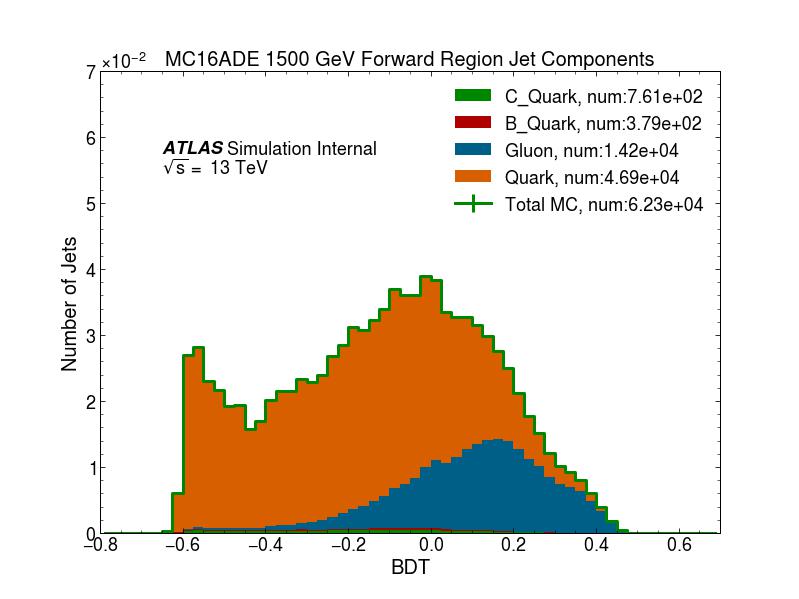 ×10−2
MC16ADE 1500 GeV Forward Region Jet Components
C_Quark, num:7.61e+02
B_Quark, num:3.79e+02
Gluon, num:1.42e+04
Quark, num:4.69e+04
Total MC, num:6.23e+04
ATLAS Simulation Internal
√s = 13 TeV
Number of Jets
7
6
5
4
3
2
1
0
−0.8 −0.6 −0.4 −0.2 0.0 0.2 0.4 0.6
BDT